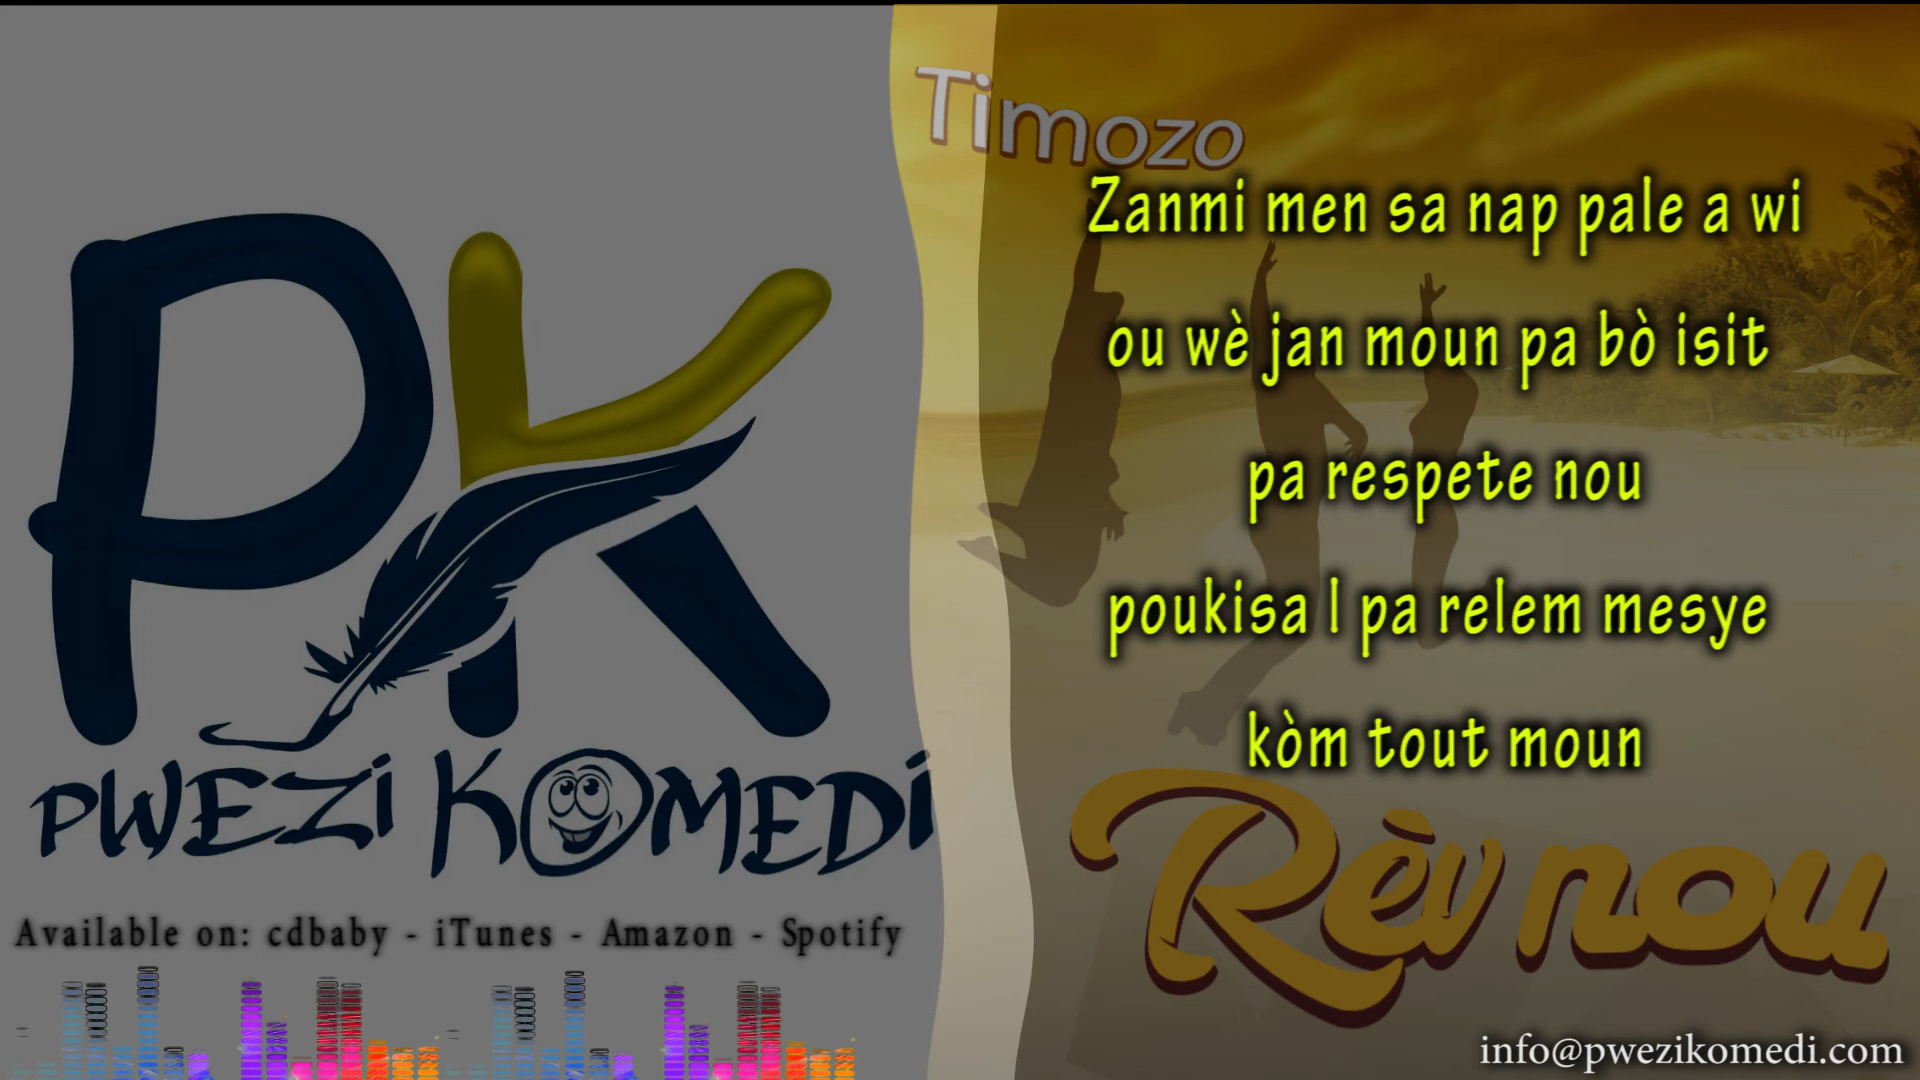 PK
PWEZI KOMEDI
Available on: cdbaby - iTunes - Amazon - Spotify
Timozo
Zanmi men sa nap pale a wi
ou wè jan moun pa bò isit
pa respete nou
poukisa l pa relem mesye
kòm tout moun
Rèv nou
info@pwezikomedi.com